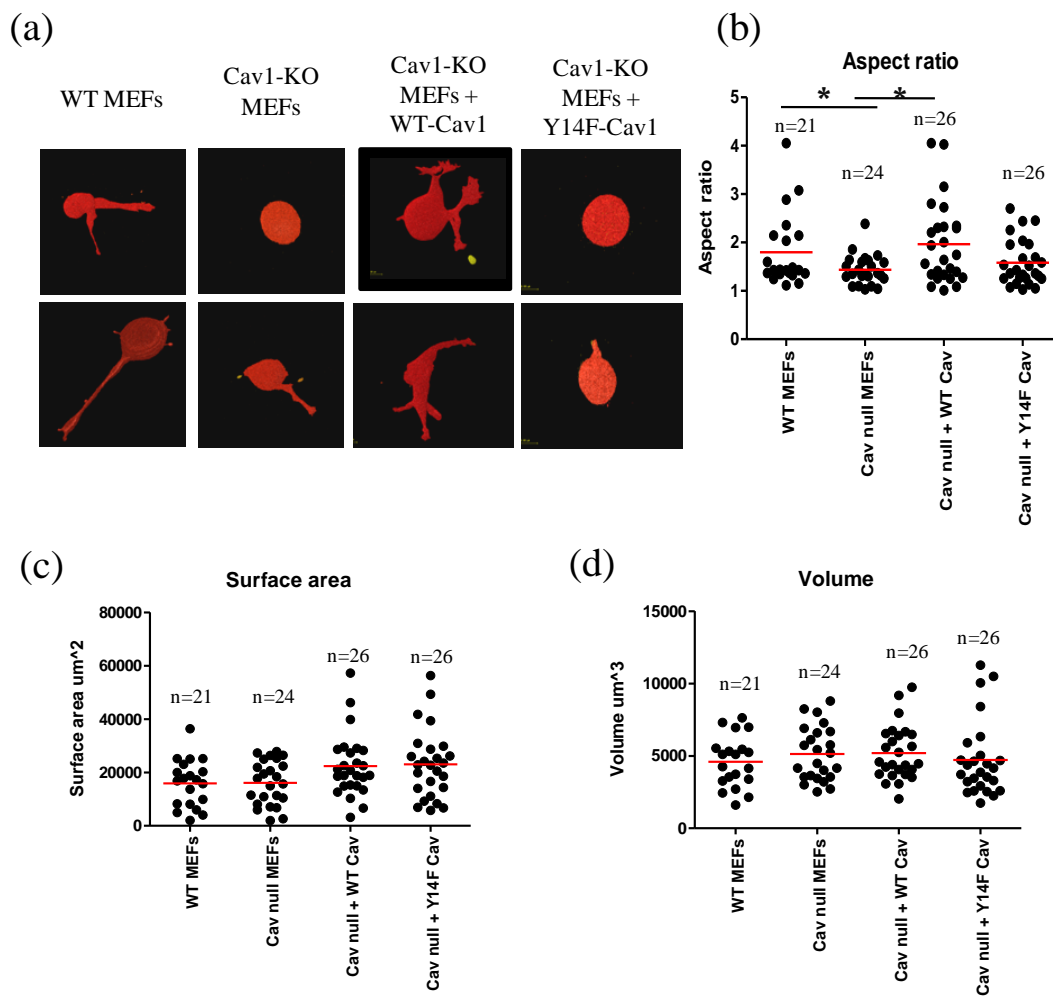 (a)
WT MEFs
Cav1-KO
MEFs
Cav1-KO
MEFs +
WT-Cav1
Cav1-KO
MEFs +
Y14F-Cav1
(b)
Aspect ratio
Aspect ratio
5
4
3
2
1
0
* *
n=21
n=24
n=26
n=26
WT MEFs
Cav null MEFs
Cav null + WT Cav
Cav null + Y14F Cav
(c)
Surface area
Surface area um^2
80000
60000
40000
20000
0
n=21
n=24
n=26
n=26
WT MEFs
Cav null MEFs
Cav null + WT Cav
Cav null + Y14F Cav
(d)
Volume
Volume um^3
15000
10000
5000
0
n=21
n=24
n=26
n=26
WT MEFs
Cav null MEFs
Cav null + WT Cav
Cav null + Y14F Cav